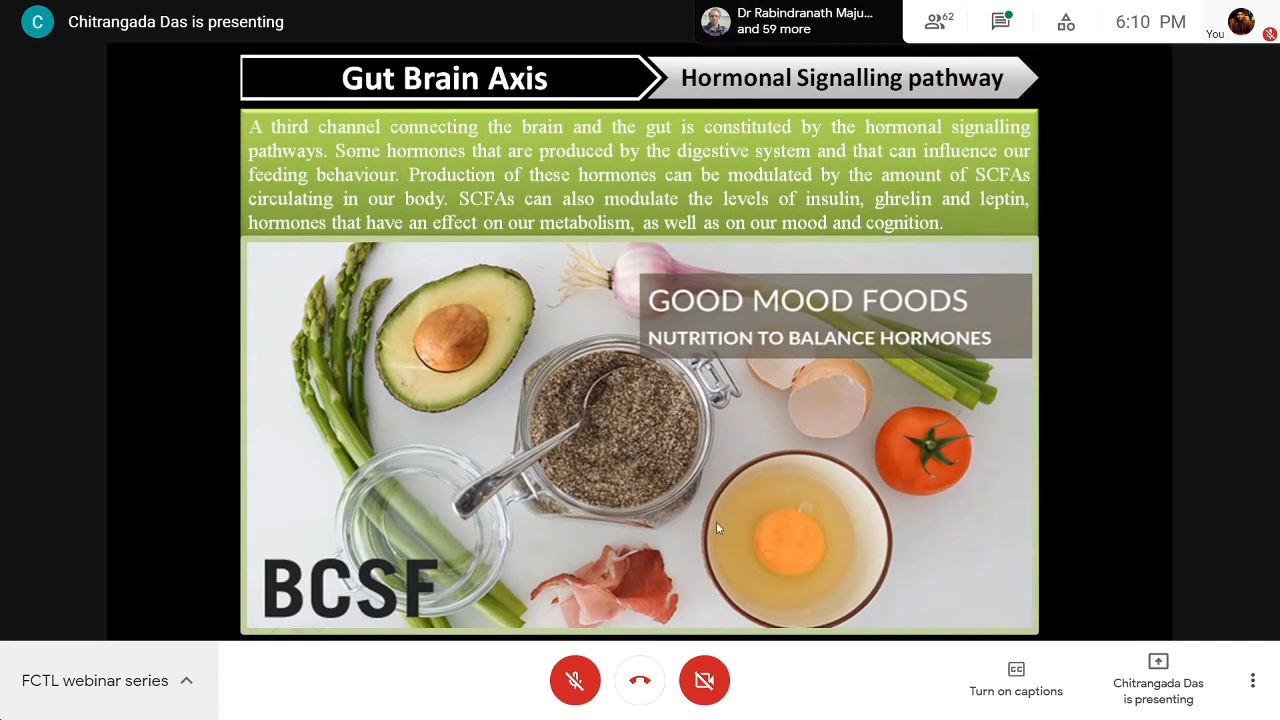 C
Chitrangada Das is presenting
Dr Rabindranath Maju...
and 59 more
62
6:10 PM
You
Gut Brain Axis
Hormonal Signalling pathway
A third channel connecting the brain and the gut is constituted by the hormonal signalling
pathways. Some hormones that are produced by the digestive system and that can influence our
feeding behaviour. Production of these hormones can be modulated by the amount of SCFAs
circulating in our body. SCFAs can also modulate the levels of insulin, ghrelin and leptin,
hormones that have an effect on our metabolism, as well as on our mood and cognition.
GOOD MOOD FOODS
NUTRITION TO BALANCE HORMONES
BCSF
FCTL webinar series
CC
Turn on captions
Chitrangada Das
is presenting